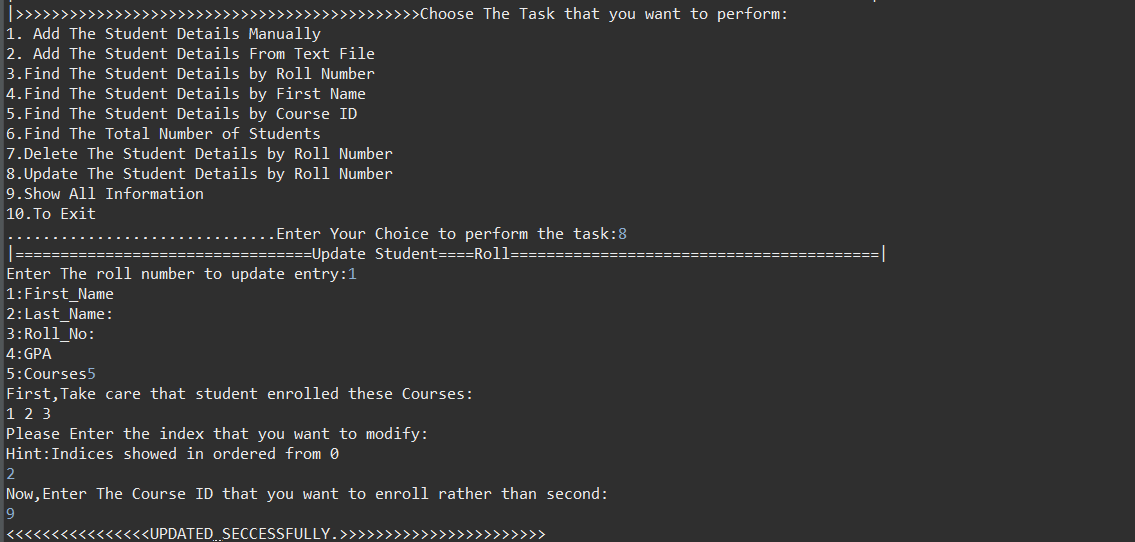 |>>>>>>>>>>>>>>>>>>>>>>>>>>>>>>>>>>>>>>>>>>>>>Choose The Task that you want to perform:
1. Add The Student Details Manually
2. Add The Student Details From Text File
3.Find The Student Details by Roll Number
4.Find The Student Details by First Name
5.Find The Student Details by Course ID
6.Find The Total Number of Students
7.Delete The Student Details by Roll Number
8.Update The Student Details by Roll Number
9.Show All Information
10.To Exit
..............................Enter Your Choice to perform the task:8
|=================================Update Student====Roll=========================================|
Enter The roll number to update entry:1
1:First_Name
2:Last_Name:
3:Roll_No:
4:GPA
5:Courses5
First,Take care that student enrolled these Courses:
1 2 3
Please Enter the index that you want to modify:
Hint:Indices showed in ordered from 0
2
Now,Enter The Course ID that you want to enroll rather than second:
9
<<<<<<<<<<<<<<<<UPDATED SECCESSFULLY.>>>>>>>>>>>>>>>>>>>>>>>